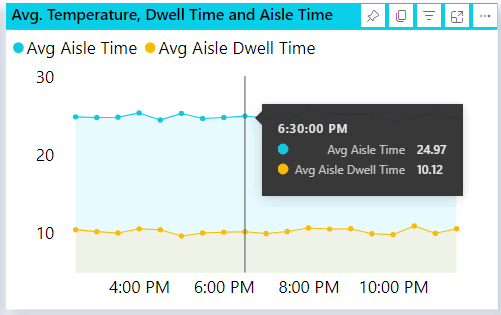 Avg. Temperature, Dwell Time and Aisle Time
Avg Aisle Time Avg Aisle Dwell Time
30
20
10
6:30:00 PM
Avg Aisle Time 24.97
Avg Aisle Dwell Time 10.12
4:00 PM 6:00 PM 8:00 PM 10:00 PM